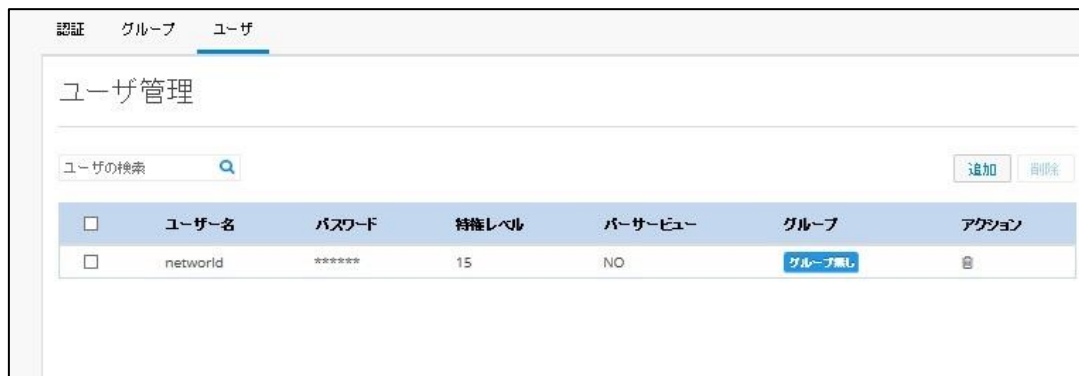 認証 グループ ユーザ
ユーザ管理
ユーザの検索 追加 削除
ユーザー名 パスワード 特権レベル パーサービュー グループ アクション
networld ****** 15 NO グループ無し